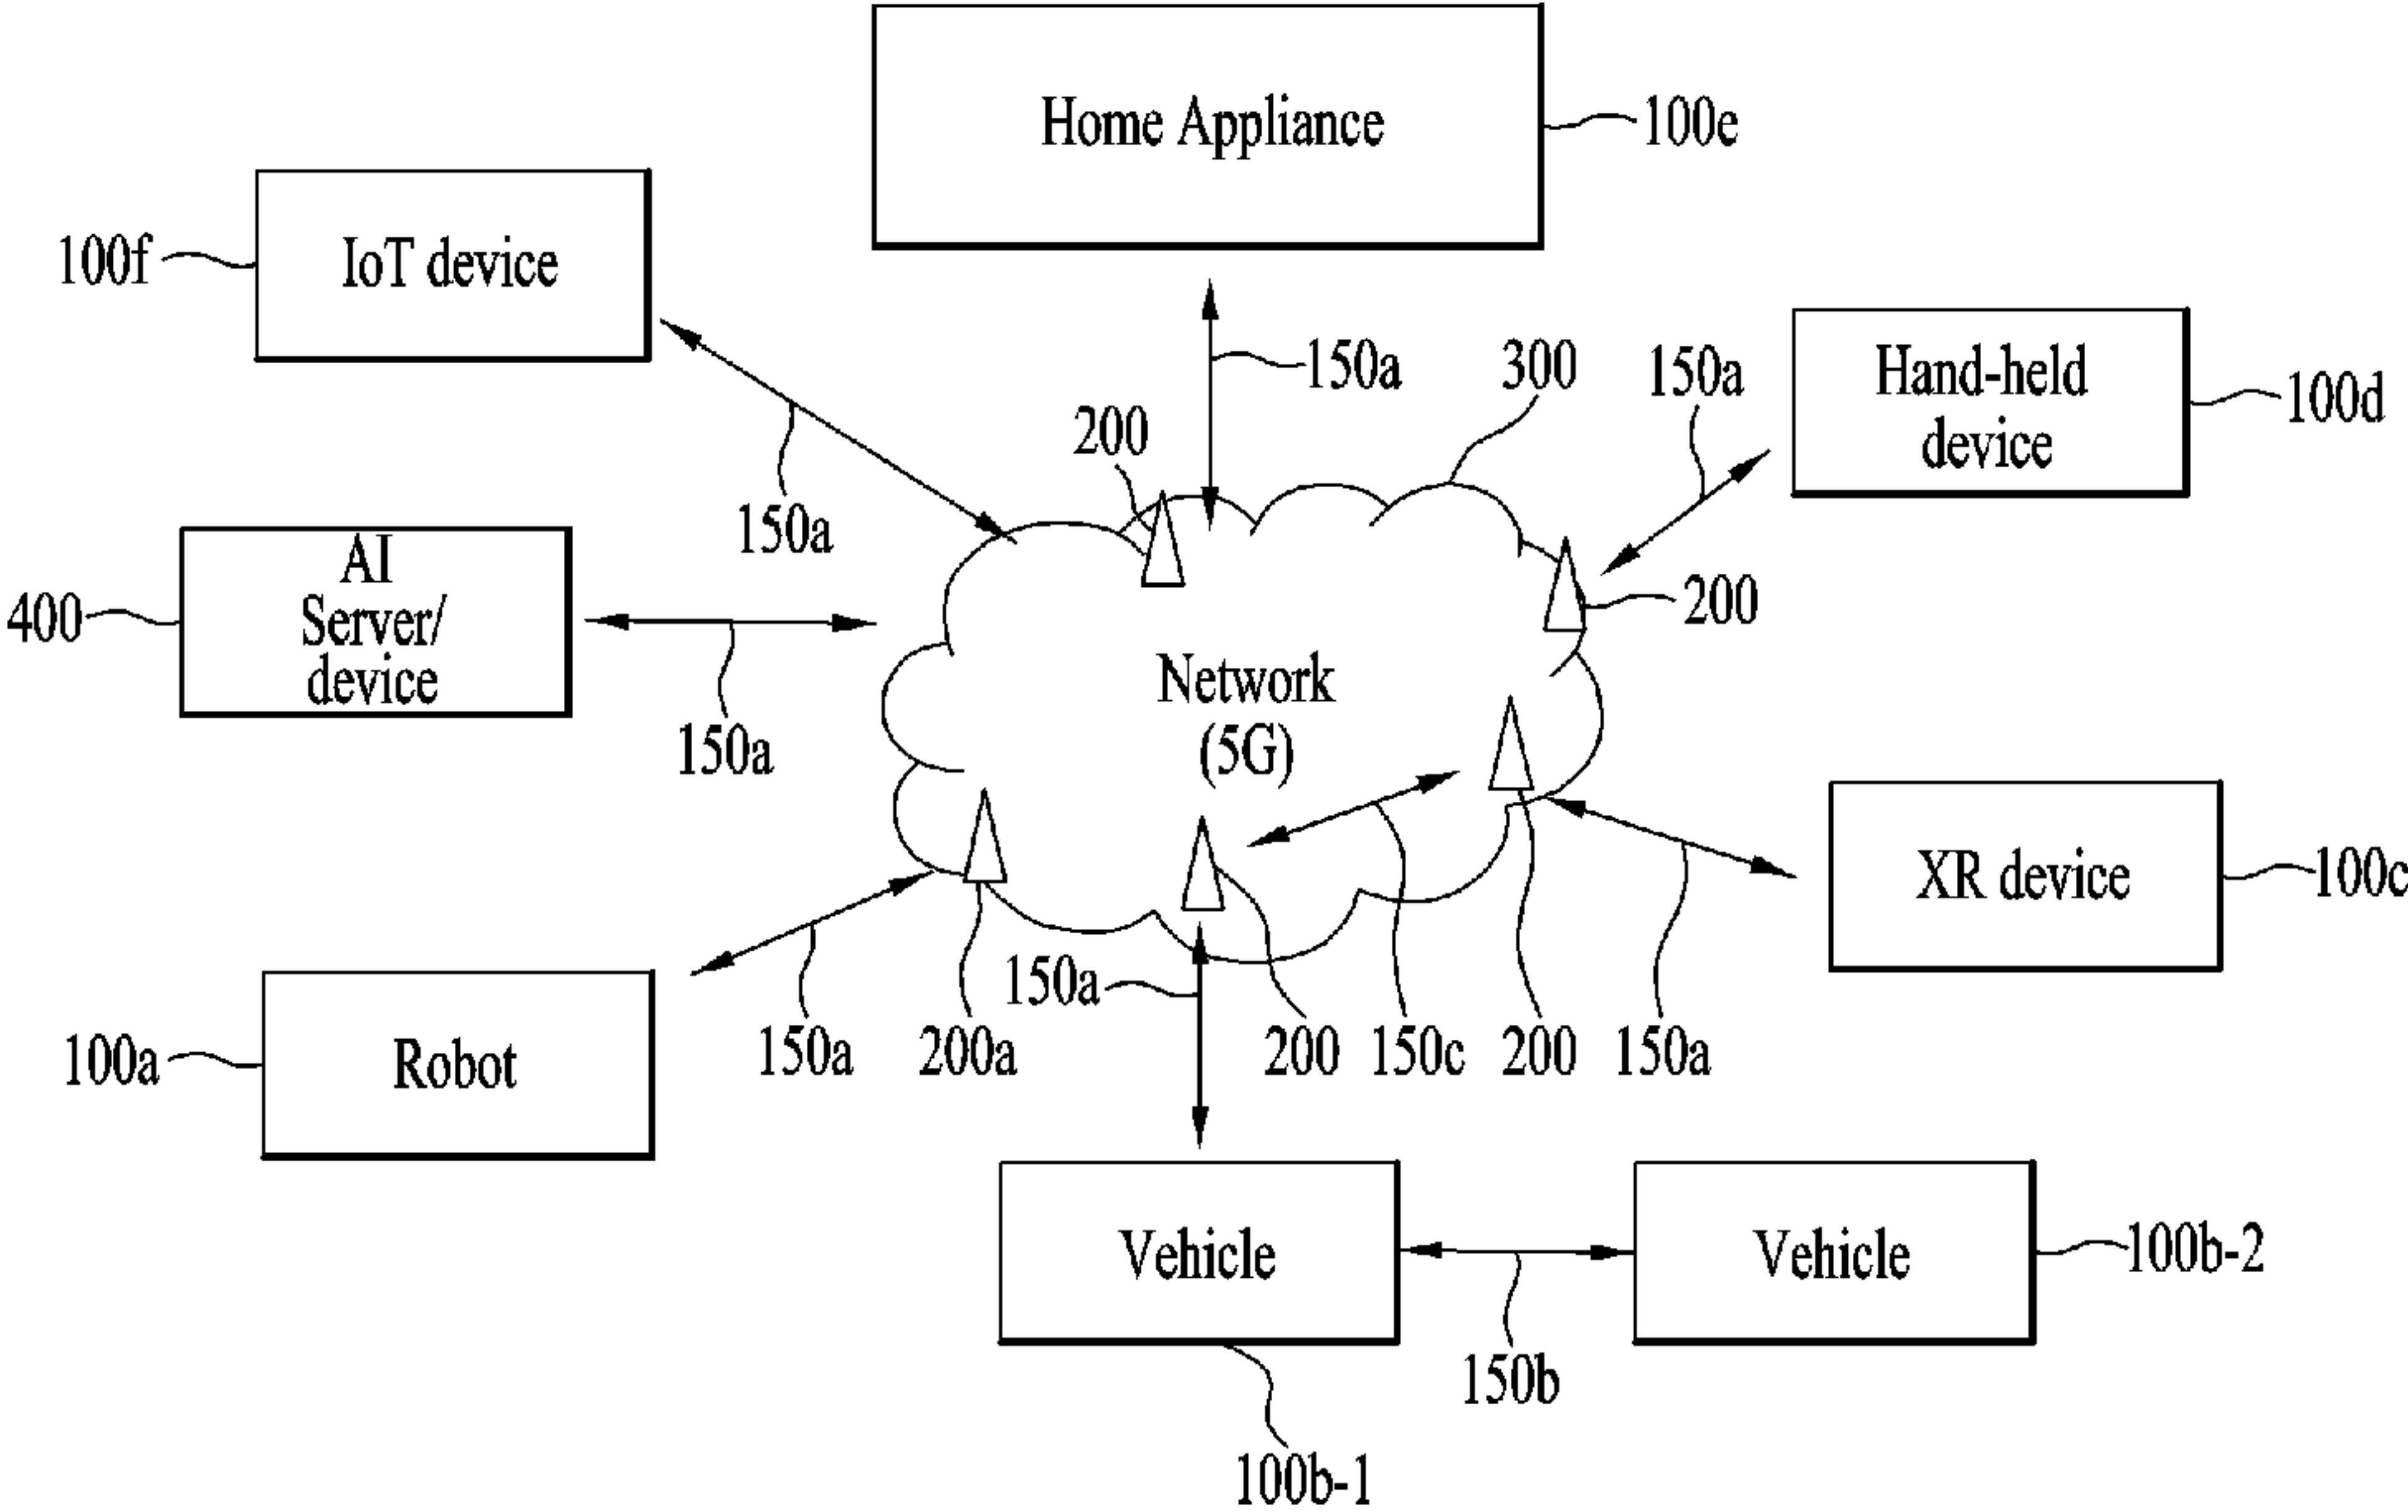 Home Appliance
100e
IoT device
100f
150a
300
150a
Hand-held
device
100d
200
150a
AI
Server/
device
400
200
150a
Network
(5G)
XR device
100c
150a
Robot
100a
150a
200a
200
150c
200
150a
Vehicle
Vehicle
100b-2
150b
100b-1